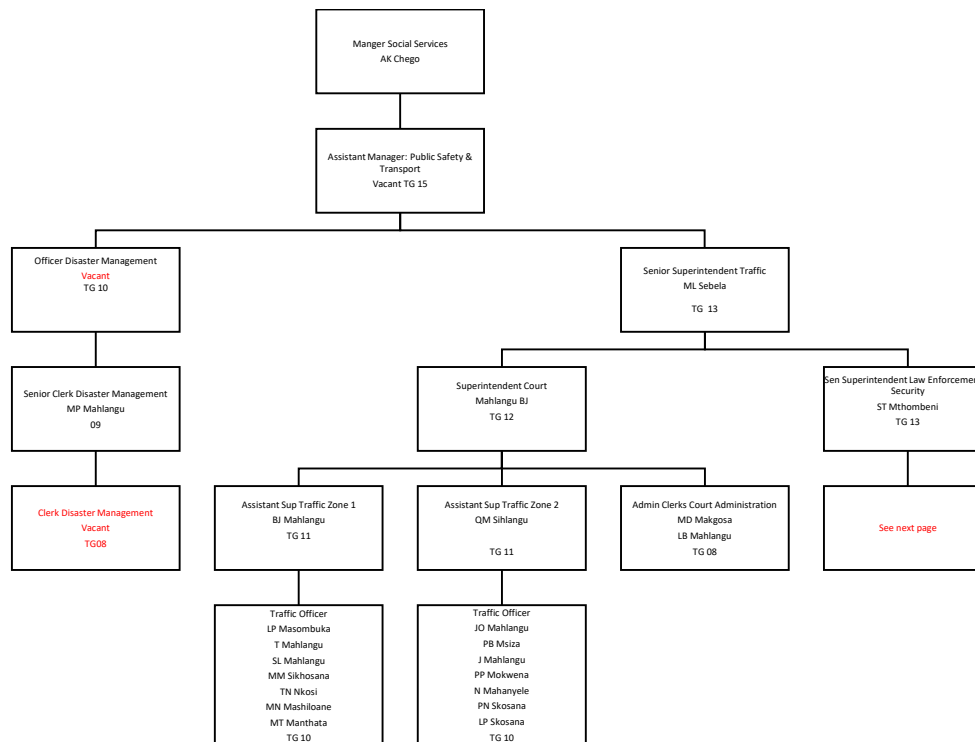 Manger Social Services
AK Chego
Assistant Manager: Public Safety &
Transport
Vacant TG 15
Officer Disaster Management
Vacant
TG 10
Senior Superintendent Traffic
ML Sebela
TG 13
Senior Clerk Disaster Management
MP Mahlangu
09
Superintendent Court
Mahlangu BJ
TG 12
Sen Superintendent Law Enforcement
Security
ST Mthombeni
TG 13
Clerk Disaster Management
Vacant
TG08
Assistant Sup Traffic Zone 1
BJ Mahlangu
TG 11
Assistant Sup Traffic Zone 2
QM Sihlangu
TG 11
Admin Clerks Court Administration
MD Makgosa
LB Mahlangu
TG 08
See next page
Traffic Officer
LP Masombuka
T Mahlangu
SL Mahlangu
MM Sikhosana
TN Nkosi
MN Mashiloane
MT Manthata
TG 10
Traffic Officer
JO Mahlangu
PB Msiza
J Mahlangu
PP Mokwena
N Mahanyele
PN Skosana
LP Skosana
TG 10